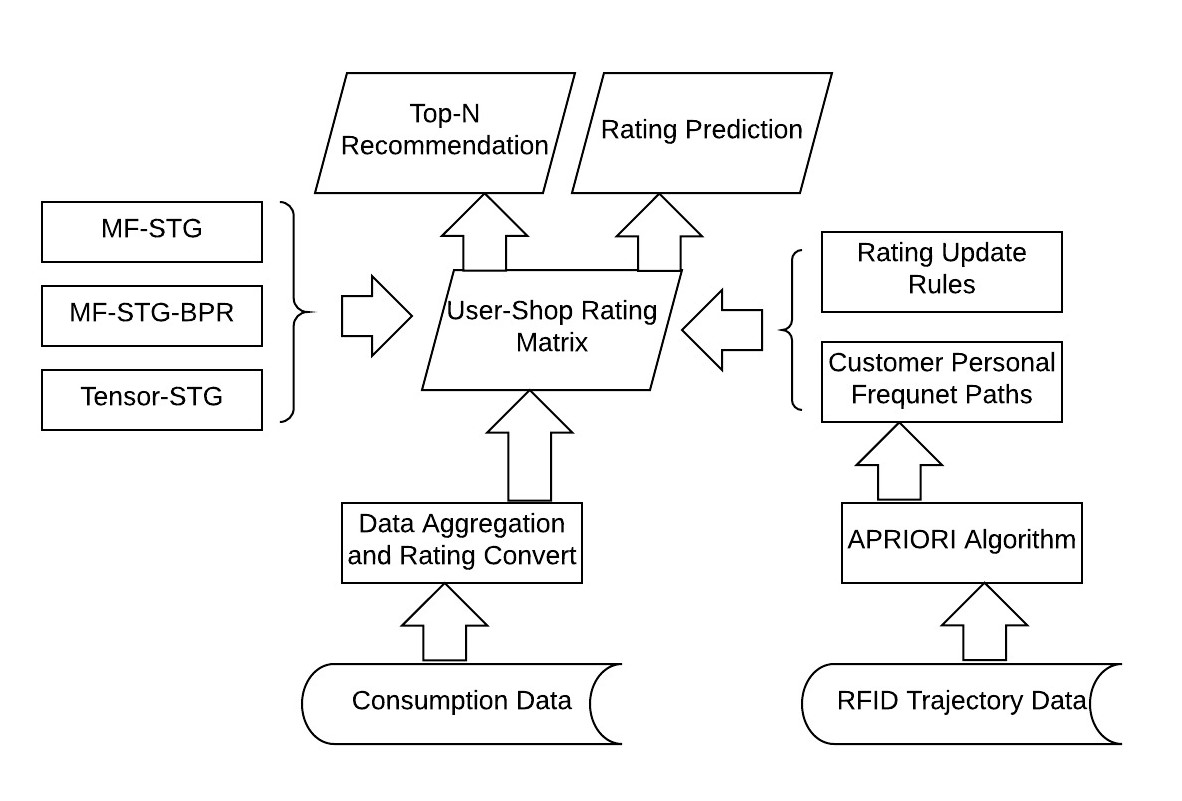 Top-N
Recommendation
Rating Prediction
MF-STG
MF-STG-BPR
Tensor-STG
User-Shop Rating
Matrix
Rating Update
Rules
Customer Personal
Frequnet Paths
Data Aggregation
and Rating Convert
APRIORI Algorithm
Consumption Data
RFID Trajectory Data